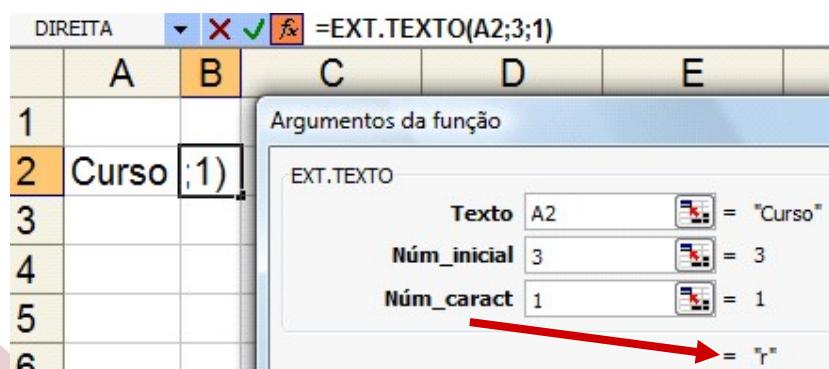 DIREITA =EXT.TEXTO(A2;3;1)
A B C D E
1
2 Curso ;1)
3
4
5
6
Argumentos da função
EXT.TEXTO
Texto A2 = "Curso"
Núm_inicial 3 = 3
Núm_caract 1 = 1
= "r"